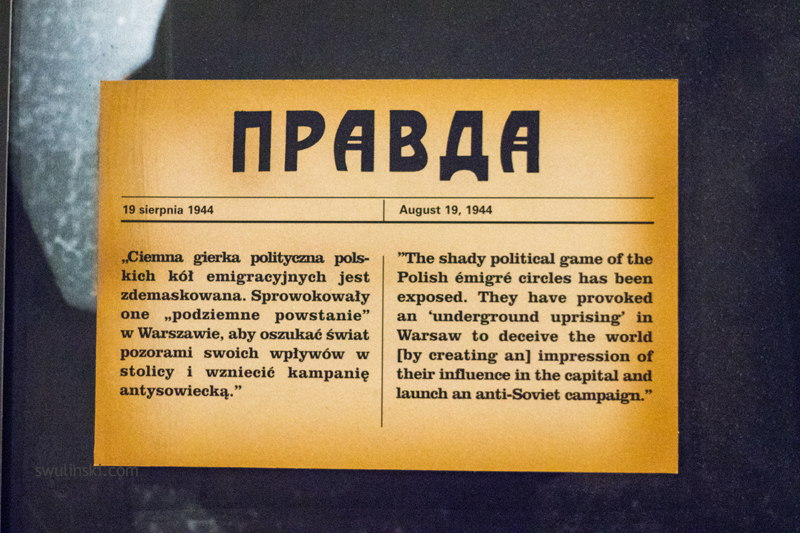 ПРАВДА
19 sierpnia 1944
August 19, 1944
„Ciemna gierka polityczna pols-
kich kół emigracyjnych jest
zdemaskowana. Sprowokowały
one „podziemne powstanie”
w Warszawie, aby oszukać świat
pozorami swoich wpływów w
stolicy i wzniecić kampanię
antysowiecką.”
”The shady political game of the
Polish émigré circles has been
exposed. They have provoked
an ‘underground uprising’ in
Warsaw to deceive the world
[by creating an] impression of
their influence in the capital and
launch an anti-Soviet campaign.”
swulinski.com